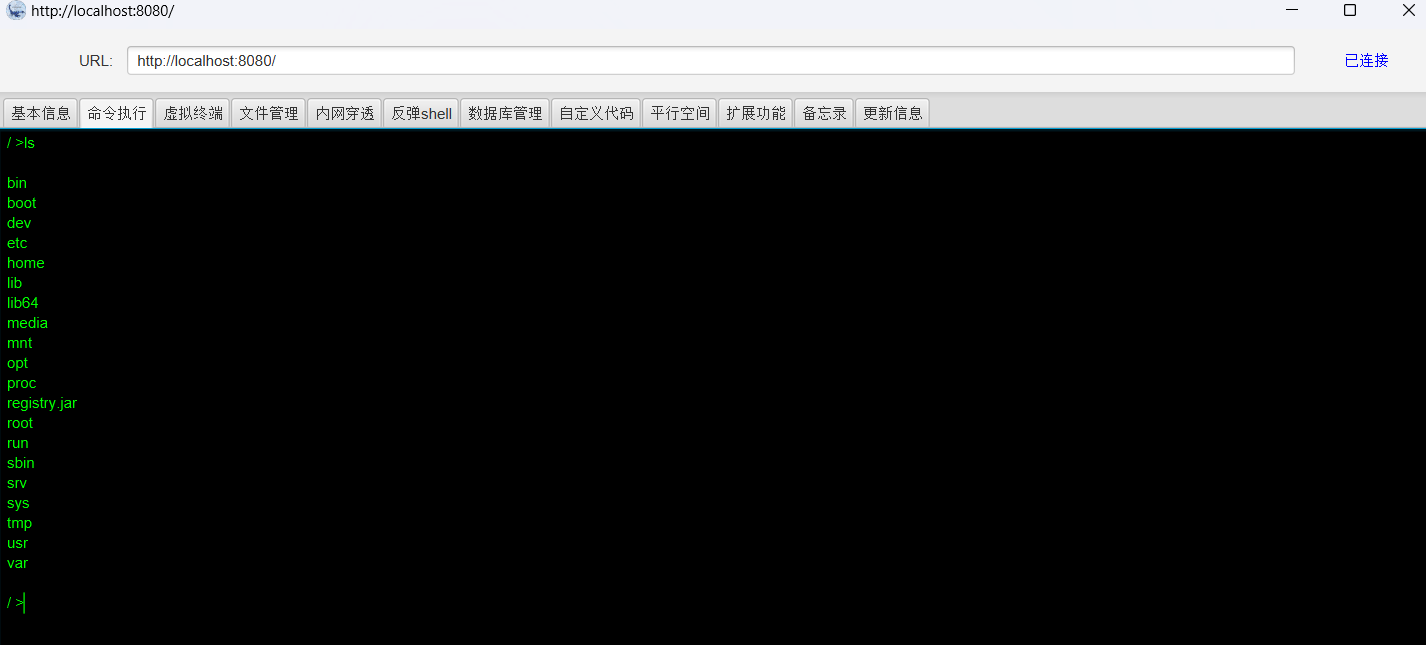 http://localhost:8080/
URL: http://localhost:8080/ 已连接
基本信息 命令执行 虚拟终端 文件管理 内网穿透 反弹shell 数据库管理 自定义代码 平行空间 扩展功能 备忘录 更新信息
/ >ls
bin
boot
dev
etc
home
lib
lib64
media
mnt
opt
proc
registry.jar
root
run
sbin
srv
sys
tmp
usr
var
/ >